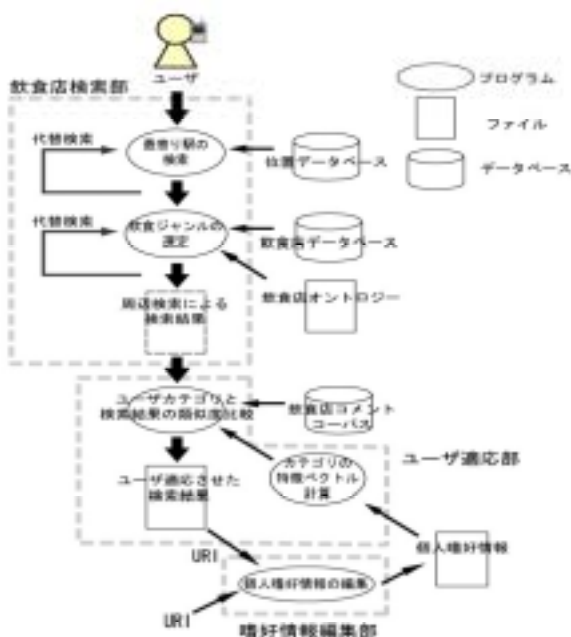 ユーザ
飲食店検索部
プログラム
ファイル
データベース
代替検索
最寄り駅の
検索
位置データベース
代替検索
飲食ジャンルの
選定
飲食店データベース
飲食店オントロジー
周辺検索による
検索結果
ユーザカテゴリと
検索結果の類似度比較
飲食店コメント
コーパス
ユーザ適応部
カテゴリの
特徴ベクトル
計算
ユーザ適応させた
検索結果
個人嗜好情報
URI
個人嗜好情報の編集
URI
嗜好情報編集部